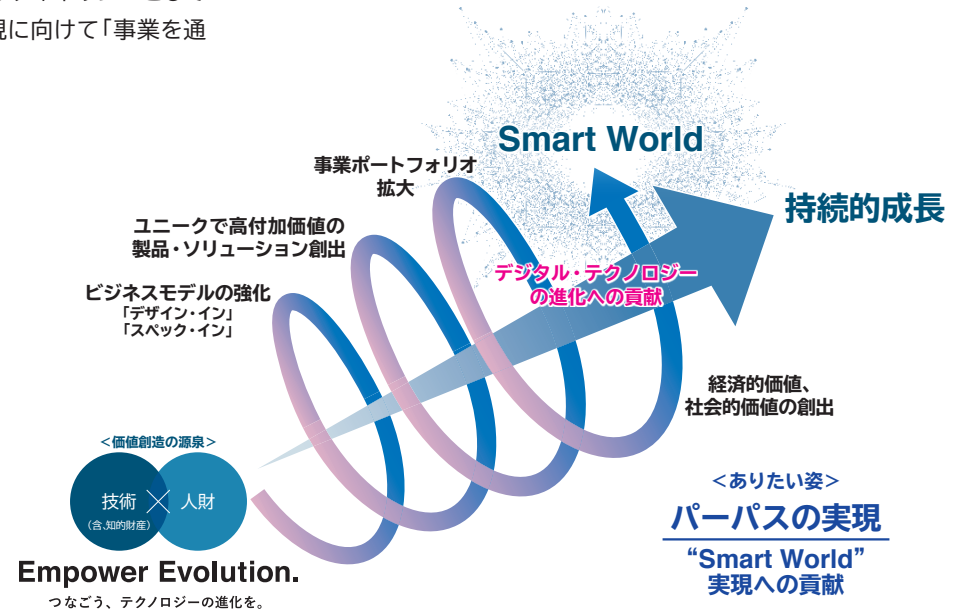 現に向けて「事業を通
Smart World
事業ポートフォリオ
拡大
持続的成長
ユニークで高付加価値の
製品・ソリューション創出
デジタル・テクノロジー
の進化への貢献
ビジネスモデルの強化
「デザイン・イン」
「スペック・イン」
経済的価値、
社会的価値の創出
＜価値創造の源泉＞
技術
（含、知的財産）
人財
Empower Evolution.
つなごう、テクノロジーの進化を。
＜ありたい姿＞
パーパスの実現
“Smart World”
実現への貢献